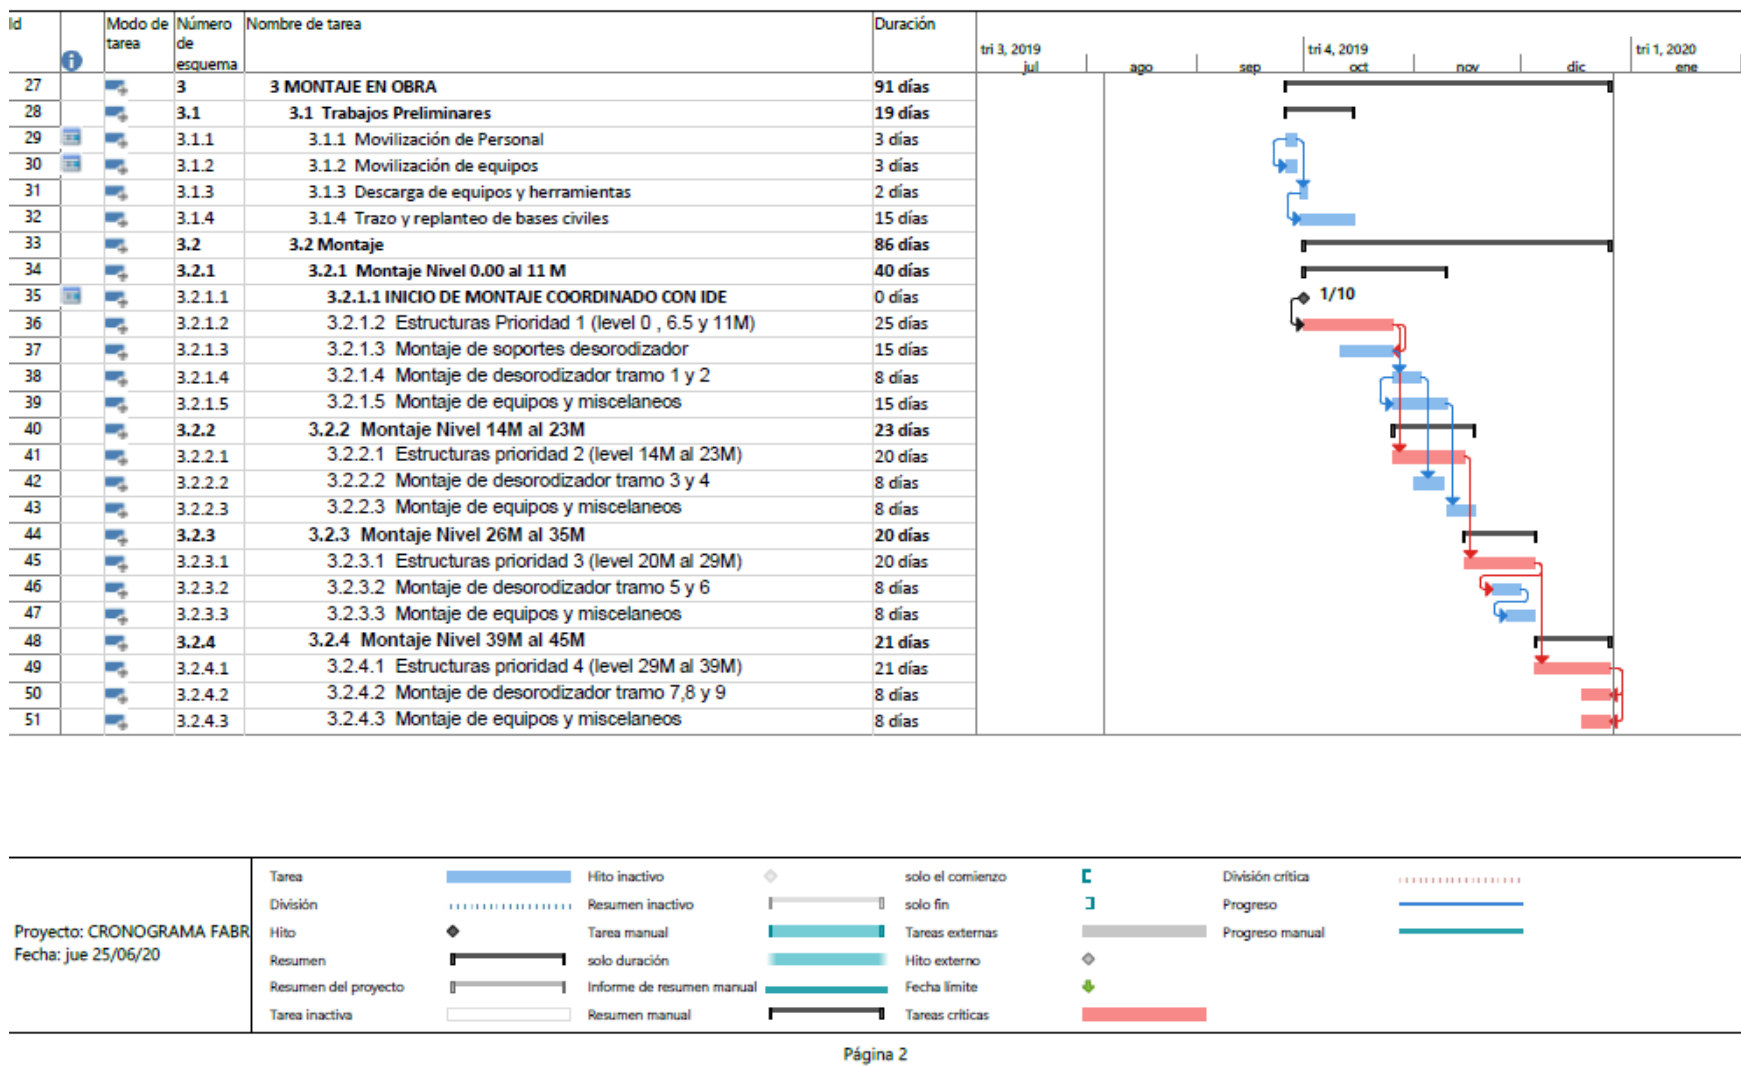 Id Modo de tarea Número de esquema Nombre de tarea Duración
tri 3, 2019 tri 4, 2019 tri 1, 2020
jul ago sep oct nov dic ene
27 3 3 MONTAJE EN OBRA 91 días
28 3.1 3.1 Trabajos Preliminares 19 días
29 3.1.1 3.1.1 Movilización de Personal 3 días
30 3.1.2 3.1.2 Movilización de equipos 3 días
31 3.1.3 3.1.3 Descarga de equipos y herramientas 2 días
32 3.1.4 3.1.4 Trazo y replanteo de bases civiles 15 días
33 3.2 3.2 Montaje 86 días
34 3.2.1 3.2.1 Montaje Nivel 0.00 al 11 M 40 días
35 3.2.1.1 3.2.1.1 INICIO DE MONTAJE COORDINADO CON IDE 0 días 1/10
36 3.2.1.2 3.2.1.2 Estructuras Prioridad 1 (level 0 , 6.5 y 11M) 25 días
37 3.2.1.3 3.2.1.3 Montaje de soportes desorodizador 15 días
38 3.2.1.4 3.2.1.4 Montaje de desorodizador tramo 1 y 2 8 días
39 3.2.1.5 3.2.1.5 Montaje de equipos y miscelaneos 15 días
40 3.2.2 3.2.2 Montaje Nivel 14M al 23M 23 días
41 3.2.2.1 3.2.2.1 Estructuras prioridad 2 (level 14M al 23M) 20 días
42 3.2.2.2 3.2.2.2 Montaje de desorodizador tramo 3 y 4 8 días
43 3.2.2.3 3.2.2.3 Montaje de equipos y miscelaneos 8 días
44 3.2.3 3.2.3 Montaje Nivel 26M al 35M 20 días
45 3.2.3.1 3.2.3.1 Estructuras prioridad 3 (level 20M al 29M) 20 días
46 3.2.3.2 3.2.3.2 Montaje de desorodizador tramo 5 y 6 8 días
47 3.2.3.3 3.2.3.3 Montaje de equipos y miscelaneos 8 días
48 3.2.4 3.2.4 Montaje Nivel 39M al 45M 21 días
49 3.2.4.1 3.2.4.1 Estructuras prioridad 4 (level 29M al 39M) 21 días
50 3.2.4.2 3.2.4.2 Montaje de desorodizador tramo 7,8 y 9 8 días
51 3.2.4.3 3.2.4.3 Montaje de equipos y miscelaneos 8 días
Proyecto: CRONOGRAMA FABR
Fecha: jue 25/06/20
Tarea Hito inactivo solo el comienzo División crítica
División Resumen inactivo solo fin Progreso
Hito Tarea manual Tareas externas Progreso manual
Resumen solo duración Hito externo
Resumen del proyecto Informe de resumen manual Fecha límite
Tarea inactiva Resumen manual Tareas críticas
Página 2